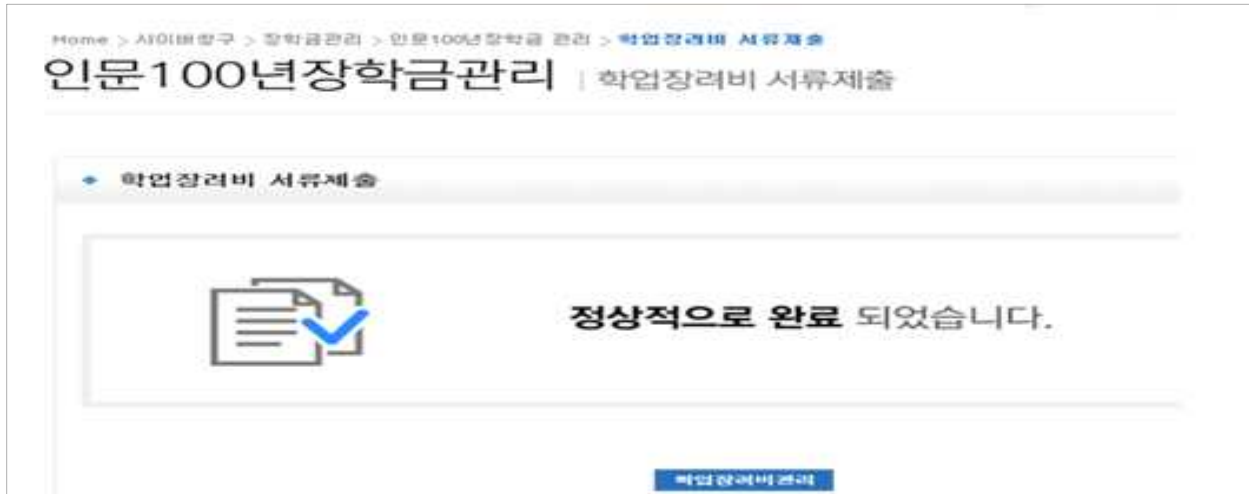 Home > 사이버창구 > 장학금관리 > 인문100년장학금 관리 > 학업장려비 서류제출
인문100년장학금관리 | 학업장려비 서류제출
학업장려비 서류제출
정상적으로 완료 되었습니다.
학업장려비관리